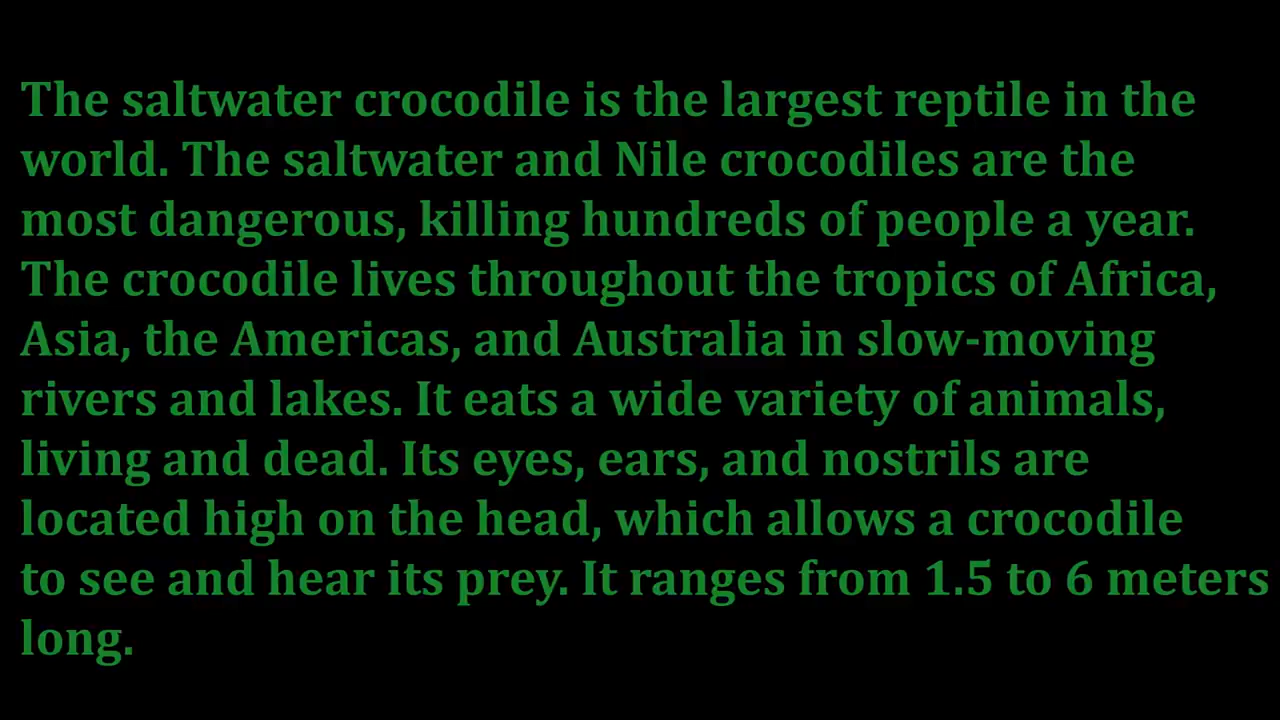 The saltwater crocodile is the largest reptile in the
world. The saltwater and Nile crocodiles are the
most dangerous, killing hundreds of people a year.
The crocodile lives throughout the tropics of Africa,
Asia, the Americas, and Australia in slow-moving
rivers and lakes. It eats a wide variety of animals,
living and dead. Its eyes, ears, and nostrils are
located high on the head, which allows a crocodile
to see and hear its prey. It ranges from 1.5 to 6 meters
long.